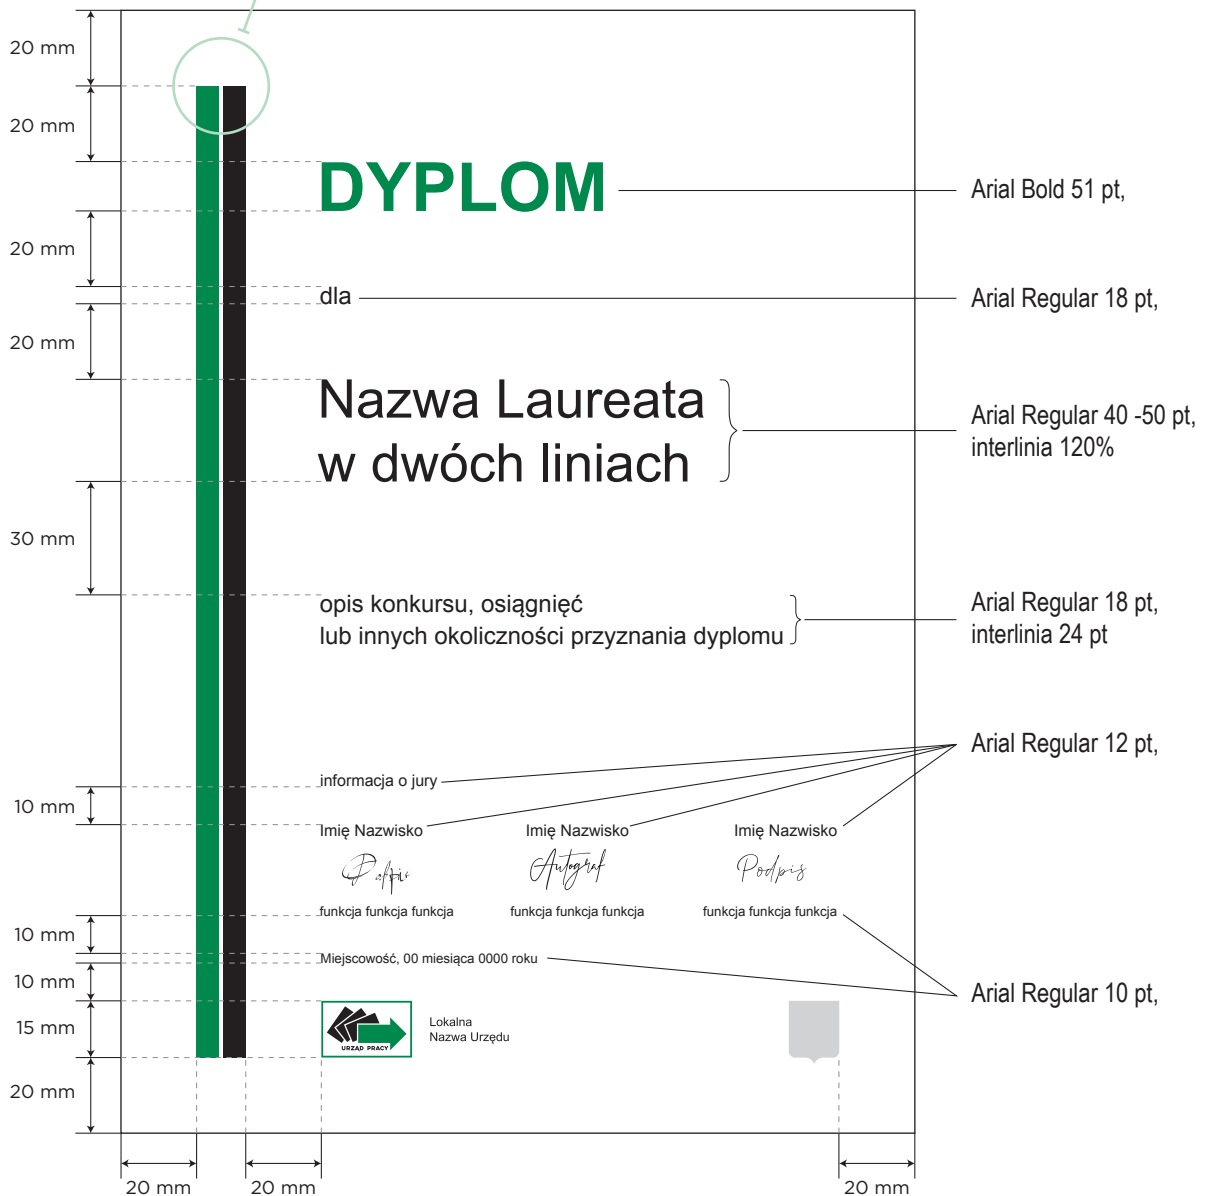 20 mm
20 mm
DYPLOM
Arial Bold 51 pt,
20 mm
dla
Arial Regular 18 pt,
20 mm
Nazwa Laureata
w dwóch liniach
Arial Regular 40 -50 pt,
interlinia 120%
30 mm
opis konkursu, osiągnięć
lub innych okoliczności przyznania dyplomu
Arial Regular 18 pt,
interlinia 24 pt
Arial Regular 12 pt,
informacja o jury
10 mm
Imię Nazwisko Imię Nazwisko Imię Nazwisko
Podpis Autograf Podpis
funkcja funkcja funkcja funkcja funkcja funkcja funkcja funkcja funkcja
10 mm
Miejscowość, 00 miesiąca 0000 roku
10 mm
Arial Regular 10 pt,
15 mm
URZĄD PRACY
Lokalna
Nazwa Urzędu
20 mm
20 mm 20 mm 20 mm